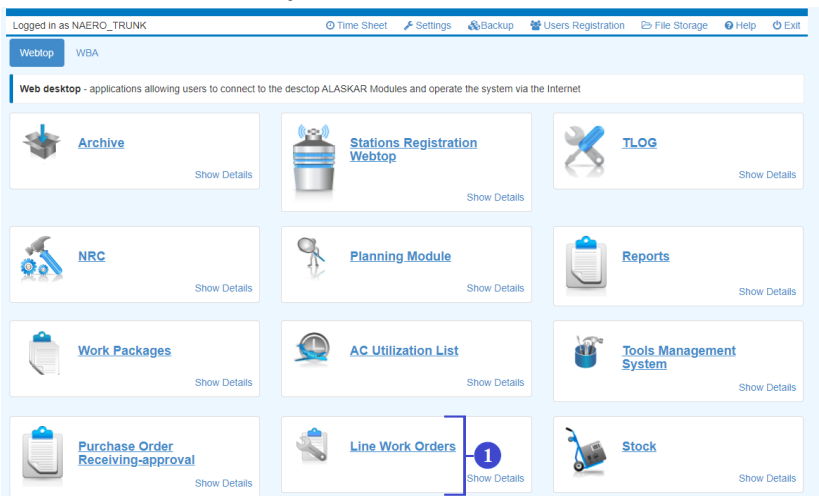 Logged in as NAERO_TRUNK Time Sheet Settings Backup Users Registration File Storage Help Exit
Webtop WBA
Web desktop - applications allowing users to connect to the desctop ALASKAR Modules and operate the system via the Internet
Archive
Show Details
Stations Registration
Webtop
Show Details
TLOG
Show Details
NRC
Show Details
Planning Module
Show Details
Reports
Show Details
Work Packages
Show Details
AC Utilization List
Show Details
Tools Management
System
Show Details
Purchase Order
Receiving-approval
Show Details
Line Work Orders
1
Show Details
Stock
Show Details